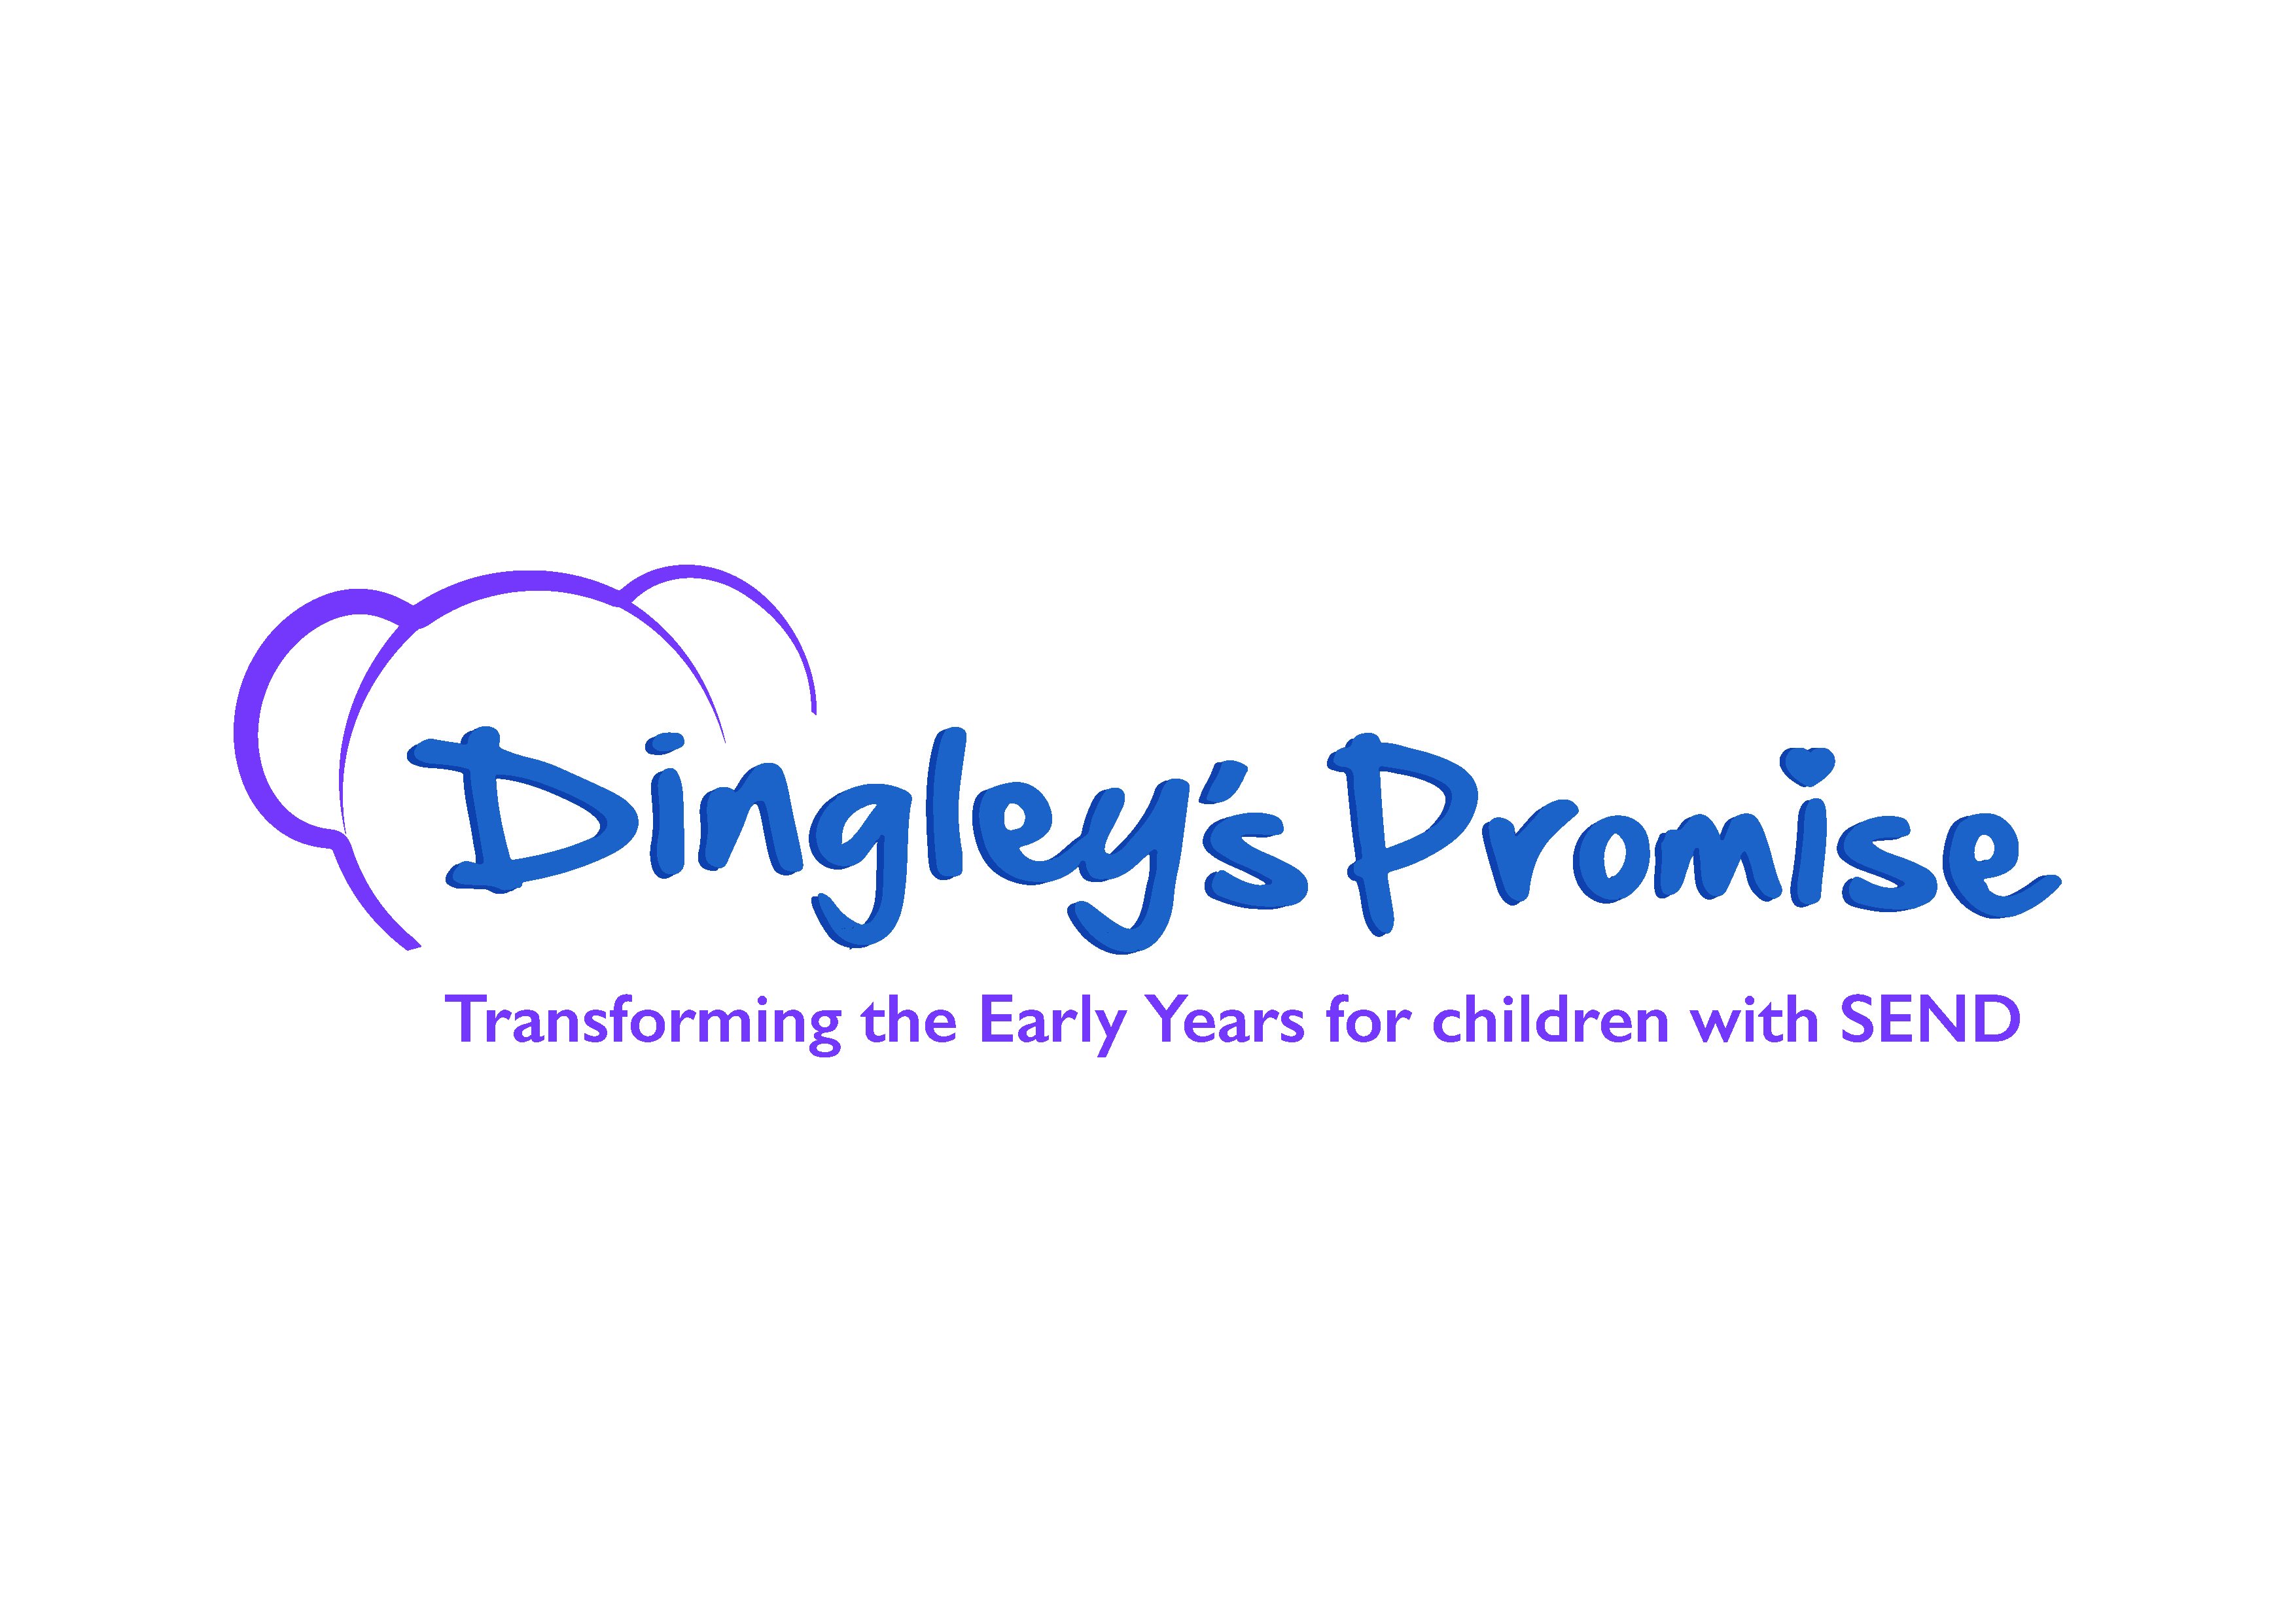 Dingley's Promise
Transforming the Early Years for children with SEND